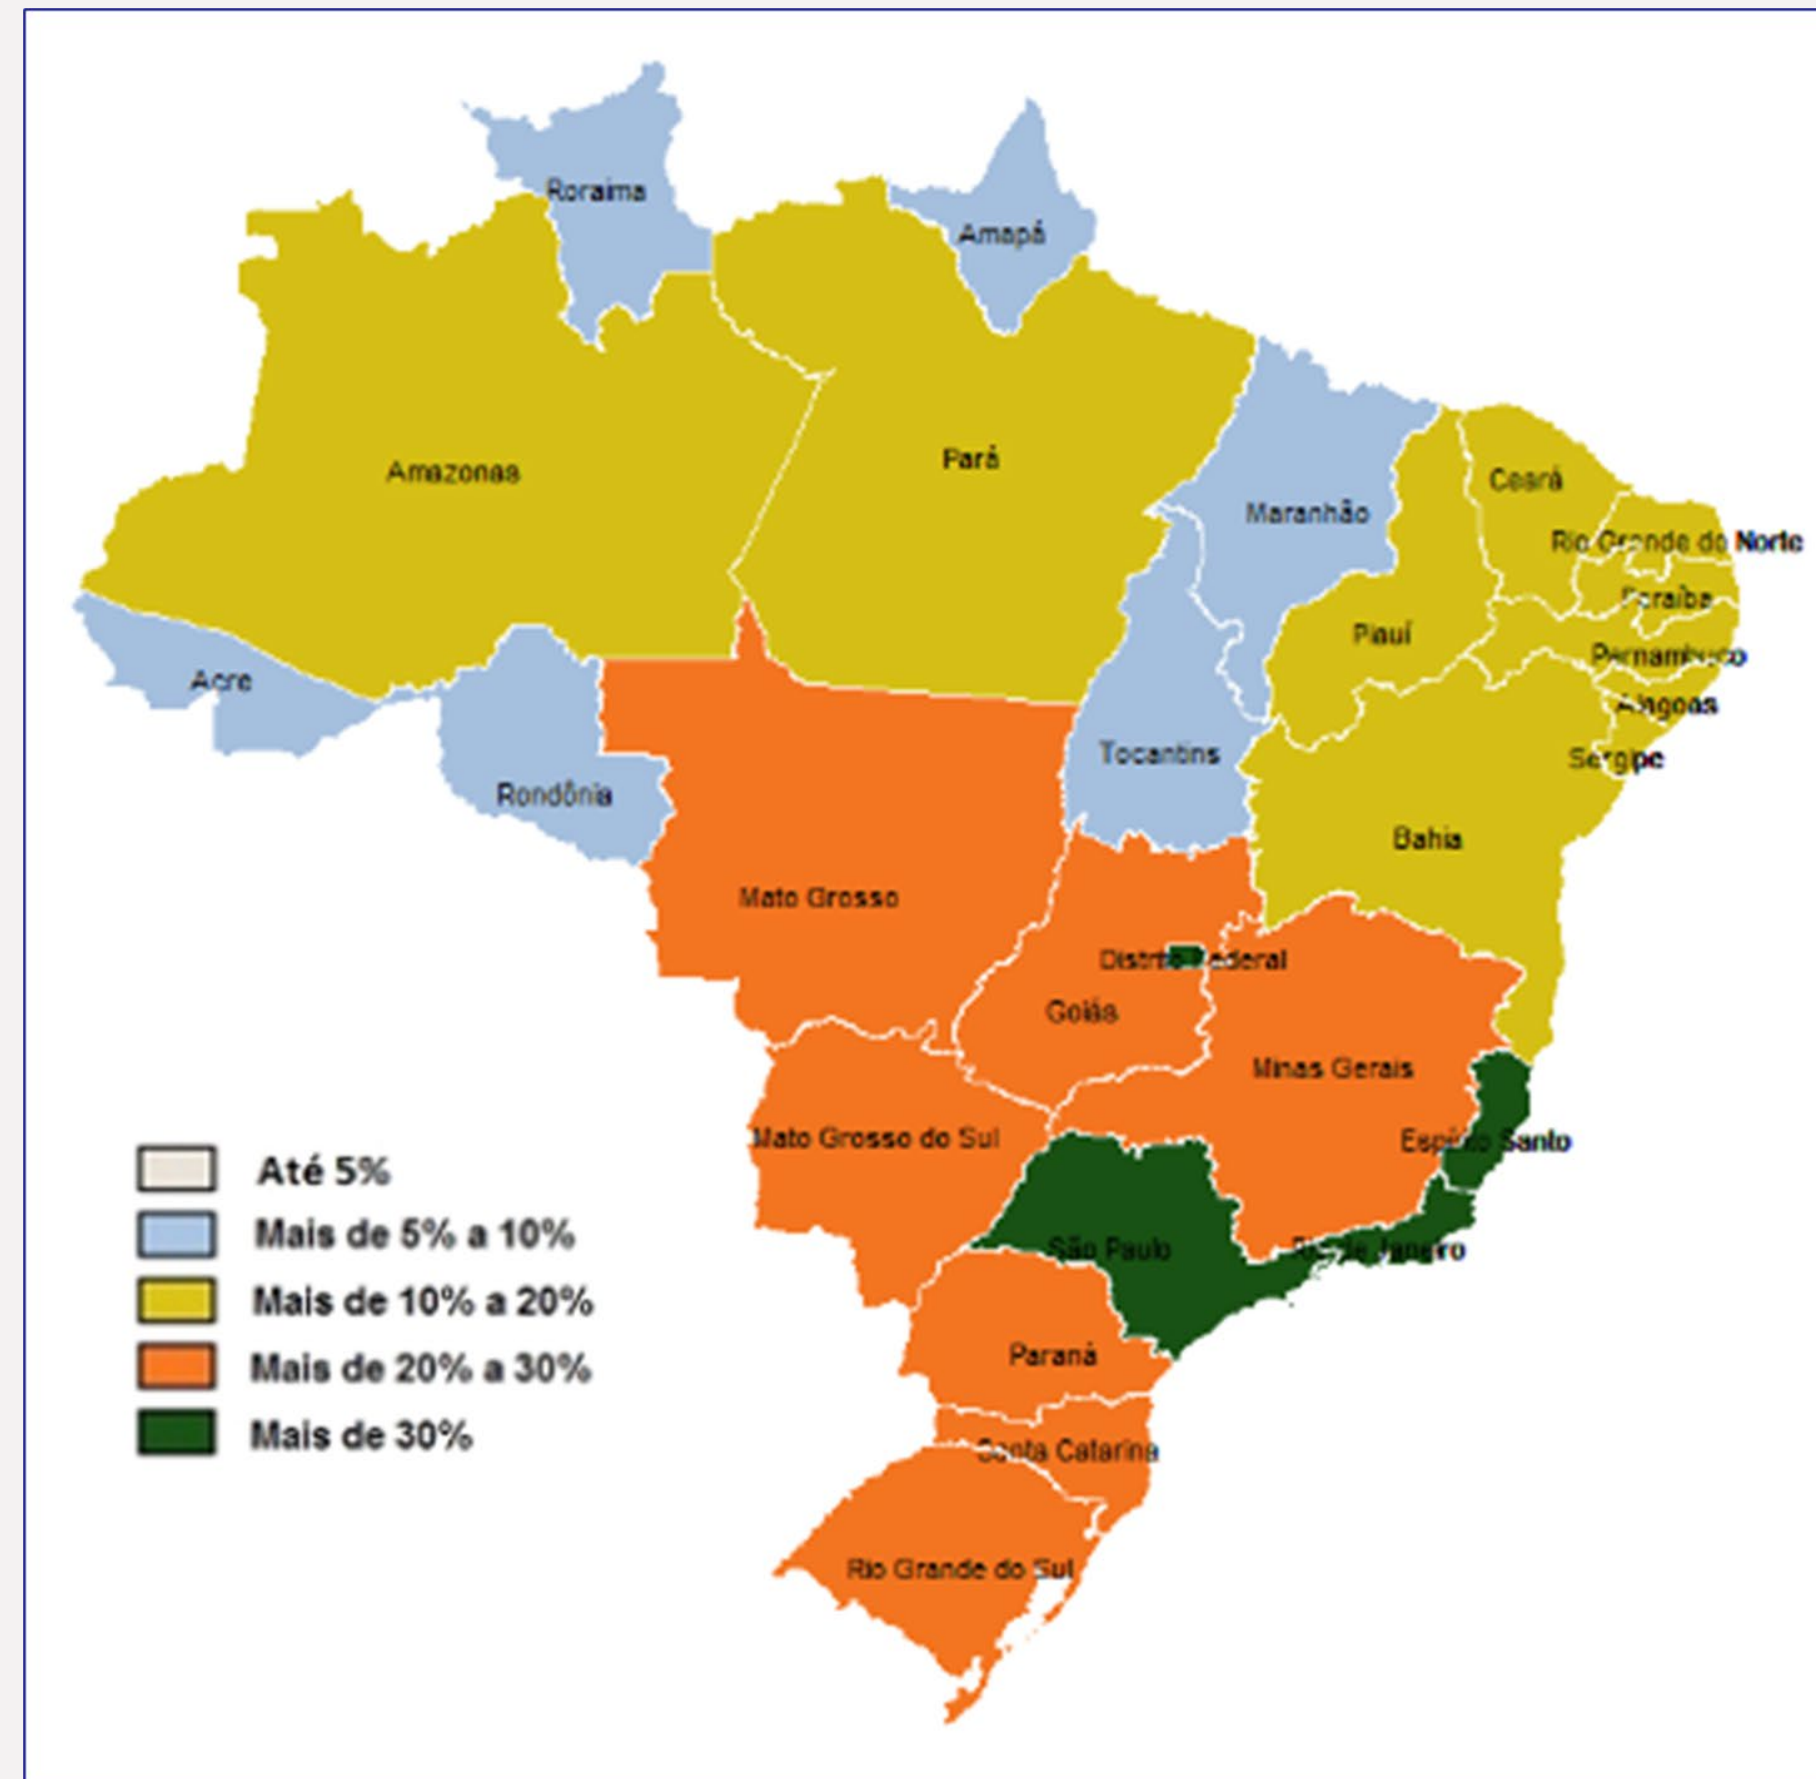 Roraima
Amapá
Amazonas
Pará
Ceará
Maranhão
Rio Grande do Norte
Paraíba
Piauí
Pernambuco
Acre
Alagoas
Tocantins
Sergipe
Rondônia
Bahia
Mato Grosso
Distrito Federal
Goiás
Minas Gerais
Mato Grosso do Sul
Espírito Santo
Até 5%
Mais de 5% a 10%
São Paulo
Rio de Janeiro
Mais de 10% a 20%
Paraná
Mais de 20% a 30%
Mais de 30%
Santa Catarina
Rio Grande do Sul